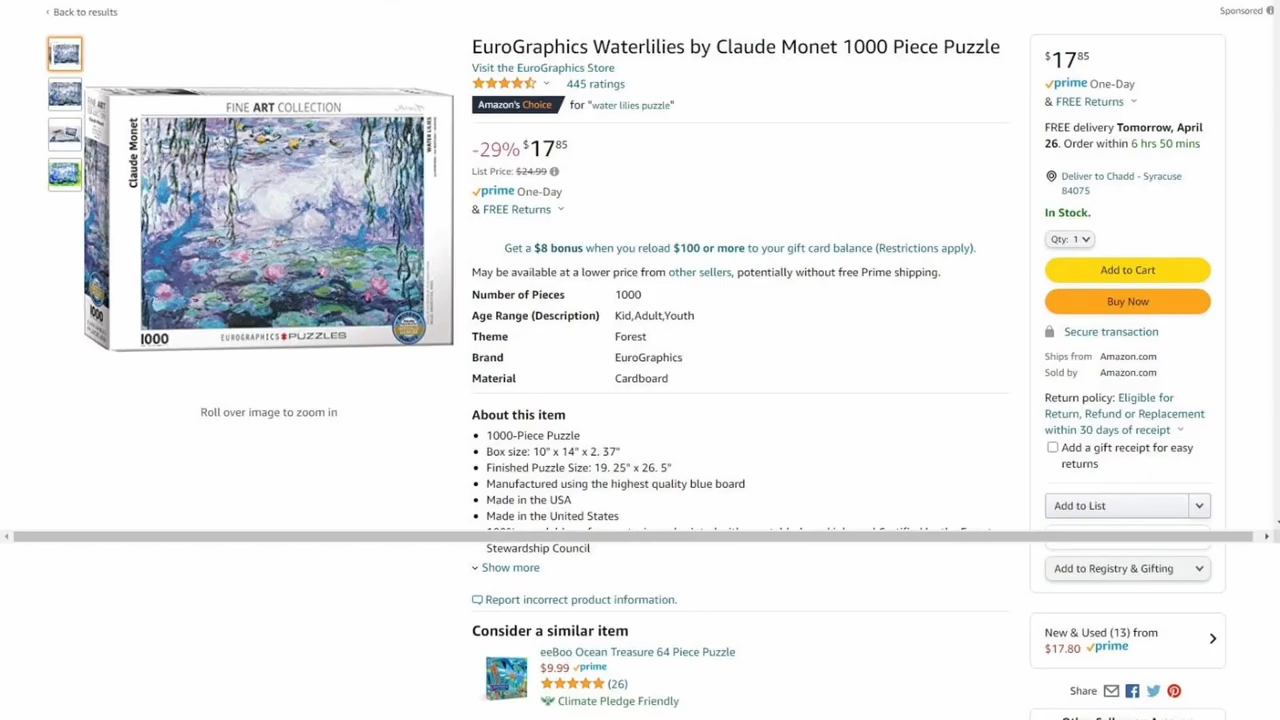 ‹ Back to results
Sponsored
EuroGraphics Waterlilies by Claude Monet 1000 Piece Puzzle
Visit the EuroGraphics Store
445 ratings
Amazon's Choice for "water lilies puzzle"
-29% $17 85
List Price: $24.99
prime One-Day
& FREE Returns
Get a $8 bonus when you reload $100 or more to your gift card balance (Restrictions apply).
May be available at a lower price from other sellers, potentially without free Prime shipping.
Number of Pieces 1000
Age Range (Description) Kid,Adult,Youth
Theme Forest
Brand EuroGraphics
Material Cardboard
About this item
• 1000-Piece Puzzle
• Box size: 10" x 14" x 2. 37"
• Finished Puzzle Size: 19. 25" x 26. 5"
• Manufactured using the highest quality blue board
• Made in the USA
• Made in the United States
Stewardship Council
Show more
Report incorrect product information.
Consider a similar item
eeBoo Ocean Treasure 64 Piece Puzzle
$9.99 prime
(26)
Climate Pledge Friendly
FINE ART COLLECTION
Claude Monet
WATER LILIES
1000
1000
EUROGRAPHICS PUZZLES
Roll over image to zoom in
$17 85
prime One-Day
& FREE Returns
FREE delivery Tomorrow, April
26. Order within 6 hrs 50 mins
Deliver to Chadd - Syracuse
84075
In Stock.
Qty: 1
Add to Cart
Buy Now
Secure transaction
Ships from Amazon.com
Sold by Amazon.com
Return policy: Eligible for
Return, Refund or Replacement
within 30 days of receipt
Add a gift receipt for easy
returns
Add to List
Add to Registry & Gifting
New & Used (13) from
$17.80 prime
Share